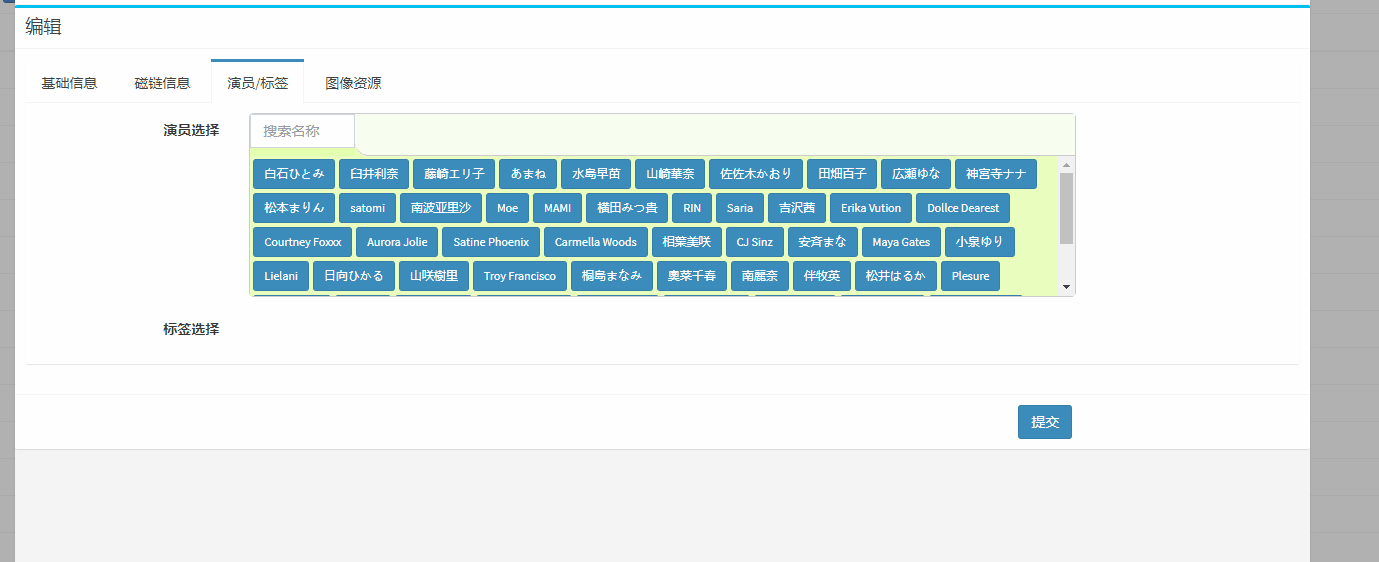 编辑
基础信息 磁链信息 演员/标签 图像资源
演员选择 搜索名称
白石ひとみ 臼井利奈 藤崎エリ子 あまね 水島早苗 山崎華奈 佐佐木かおり 田畑百子 広瀬ゆな 神宮寺ナナ
松本まりん satomi 南波亚里沙 Moe MAMI 横田みつ貴 RIN Saria 吉沢茜 Erika Vution Dollce Dearest
Courtney Foxxx Aurora Jolie Satine Phoenix Carmella Woods 相葉美咲 CJ Sinz 安斉まな Maya Gates 小泉ゆり
Lielani 日向ひかる 山咲樹里 Troy Francisco 桐島まなみ 奥菜千春 南麗奈 伴牧英 松井はるか Plesure
标签选择
提交